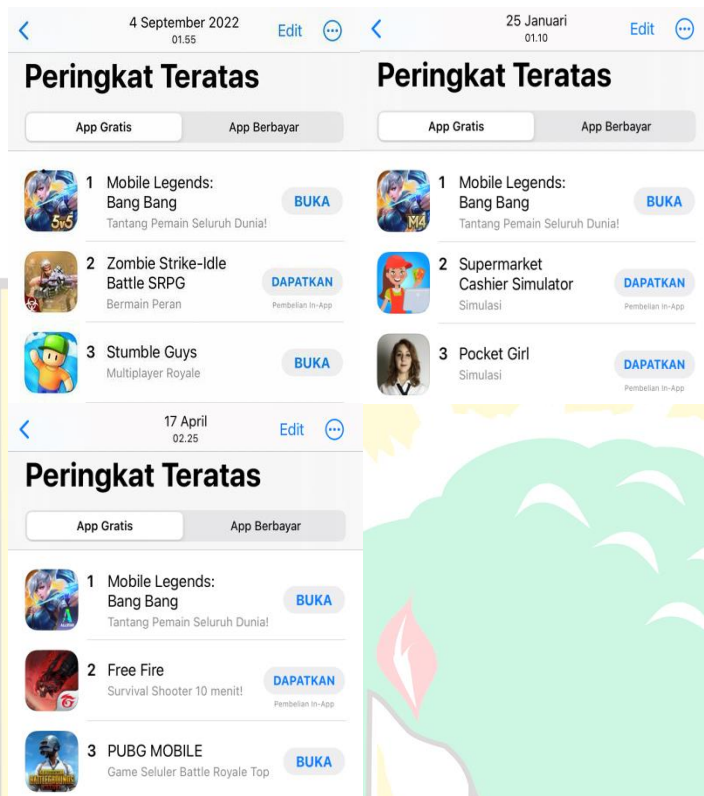 4 September 2022
01.55
Edit
Peringkat Teratas
App Gratis
App Berbayar
1 Mobile Legends:
Bang Bang
Tantang Pemain Seluruh Dunia!
BUKA
5v5
2 Zombie Strike-Idle
Battle SRPG
Bermain Peran
DAPATKAN
Pembelian In-App
3 Stumble Guys
Multiplayer Royale
BUKA
25 Januari
01.10
Edit
Peringkat Teratas
App Gratis
App Berbayar
1 Mobile Legends:
Bang Bang
Tantang Pemain Seluruh Dunia!
BUKA
M4
2 Supermarket
Cashier Simulator
Simulasi
DAPATKAN
Pembelian In-App
3 Pocket Girl
Simulasi
DAPATKAN
Pembelian In-App
17 April
02.25
Edit
Peringkat Teratas
App Gratis
App Berbayar
1 Mobile Legends:
Bang Bang
Tantang Pemain Seluruh Dunia!
BUKA
2 Free Fire
Survival Shooter 10 menit!
DAPATKAN
Pembelian In-App
3 PUBG MOBILE
Game Seluler Battle Royale Top
BUKA